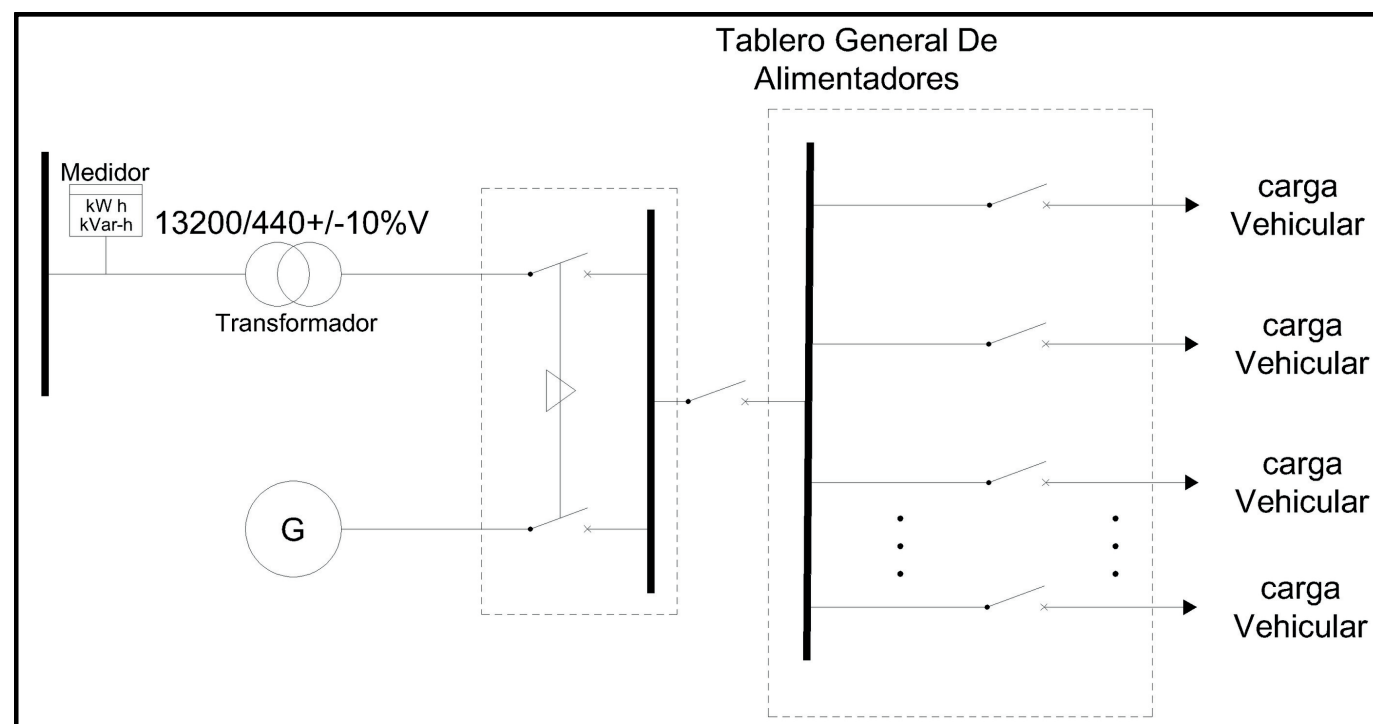 Tablero General De
Alimentadores
Medidor
kW h
kVar-h
13200/440+/-10%V
Transformador
G
carga
Vehicular
carga
Vehicular
carga
Vehicular
carga
Vehicular